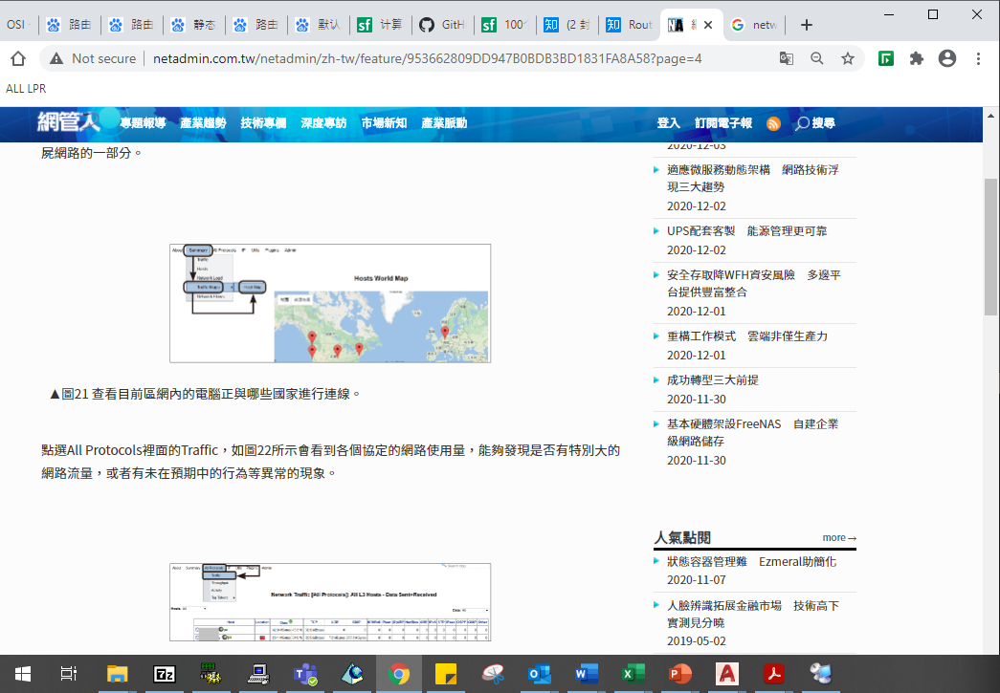 OSI
路由
路由
静态
路由
默认
计算
GitH
100
(2 封
Rout
netw
Not secure
netadmin.com.tw/netadmin/zh-tw/feature/953662809DD947B0BDB3BD1831FA8A58?page=4
ALL LPR
網管人 專題報導 產業趨勢 技術專欄 深度專訪 市場新知 產業脈動 登入 訂閱電子報 搜尋
屍網路的一部分。
About Summary All Protocols IP Utils Plugins Admin
Traffic
Hosts
Network Load
Traffic Maps
Host Map
Hosts World Map
▲圖21 查看目前區網內的電腦正與哪些國家進行連線。
點選All Protocols裡面的Traffic，如圖22所示會看到各個協定的網路使用量，能夠發現是否有特別大的
網路流量，或者有未在預期中的行為等異常的現象。
About Summary All Protocols IP Utils Plugins Admin
Traffic
Throughput
Activity
Network Traffic [All Protocols]: All L3 Hosts - Data Sent+Received
Hosts: All
Data: All
Host Location
2020-12-03
適應微服務動態架構　網路技術浮
現三大趨勢
2020-12-02
UPS配套客製　能源管理更可靠
2020-12-02
安全存取降WFH資安風險　多邊平
台提供豐富整合
2020-12-01
重構工作模式　雲端非僅生產力
2020-12-01
成功轉型三大前提
2020-11-30
基本硬體架設FreeNAS　自建企業
級網路儲存
2020-11-30
人氣點閱
more→
狀態容器管理難　Ezmeral助簡化
2020-11-07
人臉辨識拓展金融市場　技術高下
實測見分曉
2019-05-02